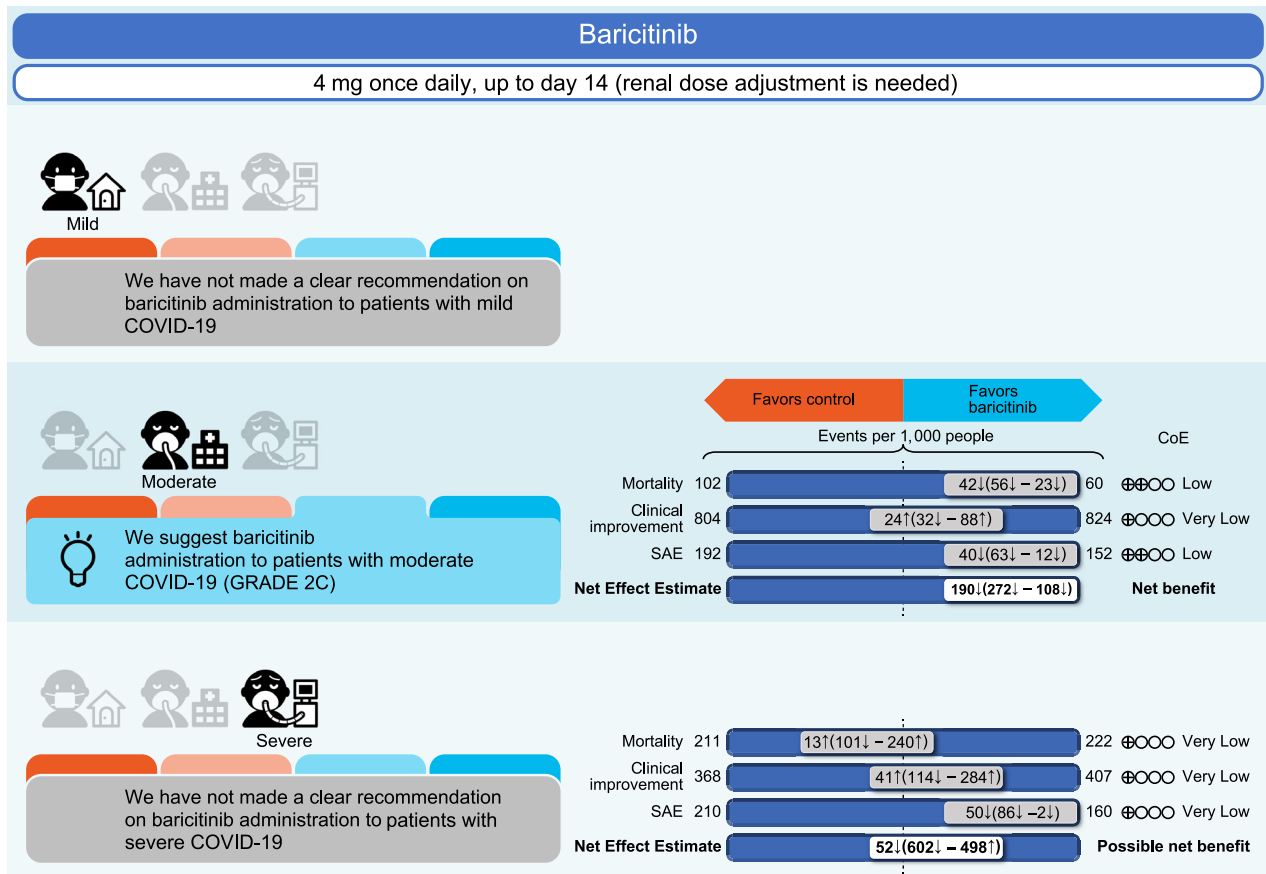 Baricitinib
4 mg once daily, up to day 14 (renal dose adjustment is needed)
Mild
We have not made a clear recommendation on
baricitinib administration to patients with mild
COVID-19
Moderate
We suggest baricitinib
administration to patients with moderate
COVID-19 (GRADE 2C)
Favors control
Favors
baricitinib
Events per 1,000 people
CoE
Mortality 102 42↓(56↓ – 23↓) 60 ⊕⊕○○ Low
Clinical
improvement 804 24↑(32↓ – 88↑) 824 ⊕○○○ Very Low
SAE 192 40↓(63↓ – 12↓) 152 ⊕⊕○○ Low
Net Effect Estimate 190↓(272↓ – 108↓) Net benefit
Severe
We have not made a clear recommendation
on baricitinib administration to patients with
severe COVID-19
Mortality 211 13↑(101↓ – 240↑) 222 ⊕○○○ Very Low
Clinical
improvement 368 41↑(114↓ – 284↑) 407 ⊕○○○ Very Low
SAE 210 50↓(86↓ –2↓) 160 ⊕○○○ Very Low
Net Effect Estimate 52↓(602↓ – 498↑) Possible net benefit